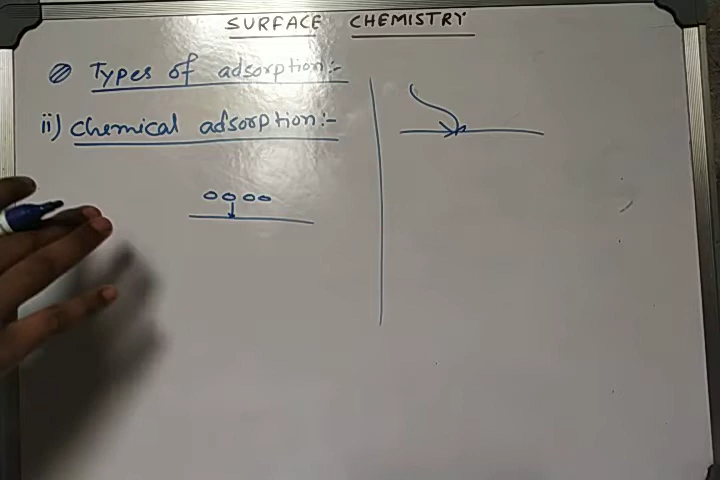 SURFACE CHEMISTRY
Types of adsorption:-
ii) Chemical adsorption:-